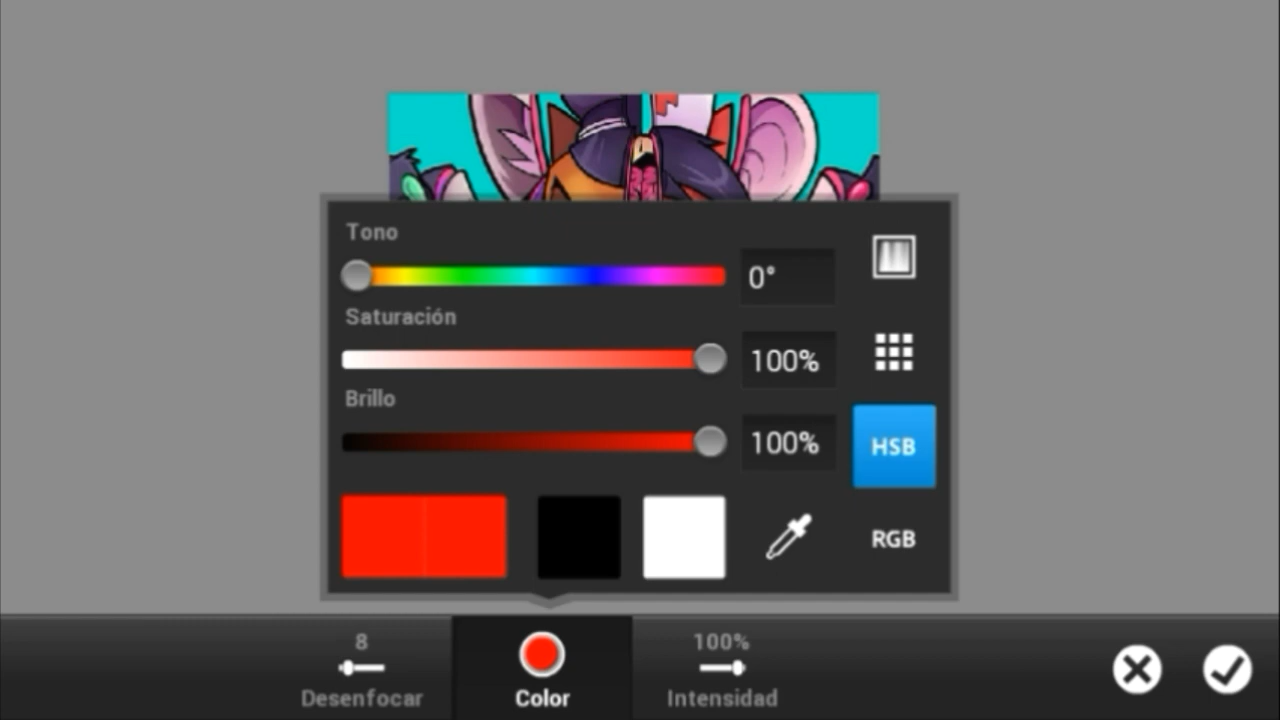 Tono
0°
Saturación
100%
Brillo
100%
HSB
RGB
8
100%
Desenfocar
Color
Intensidad